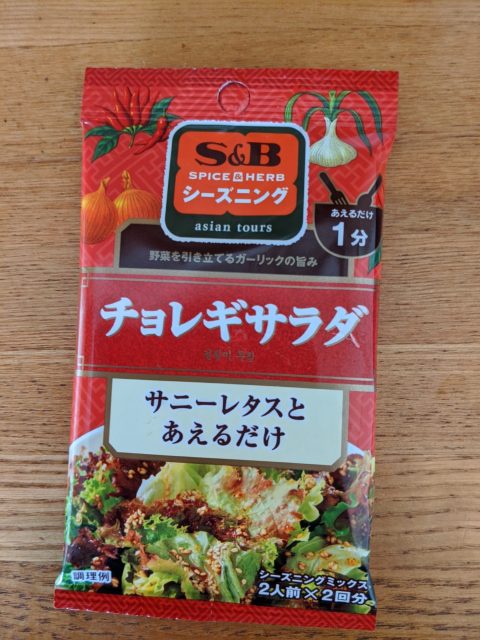 S&B
SPICE & HERB
シーズニング
asian tours
あえるだけ
1分
野菜を引き立てるガーリックの旨み
チョレギサラダ
サニーレタスと
あえるだけ
調理例
シーズニングミックス
2人前×2回分